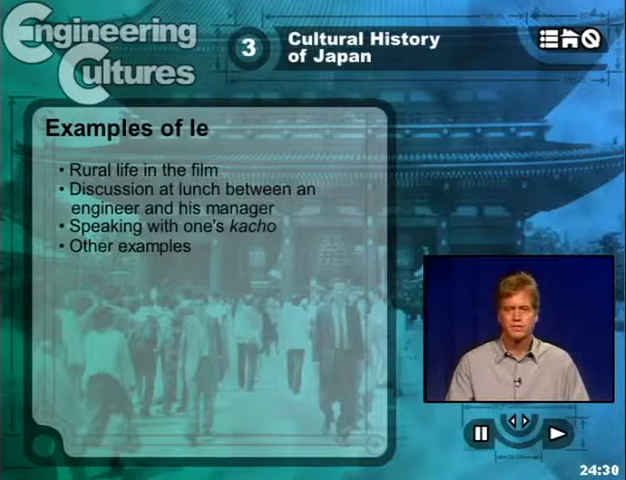 Engineering
Cultures
3
Cultural History
of Japan
Examples of Ie
• Rural life in the film
• Discussion at lunch between an
engineer and his manager
• Speaking with one's kacho
• Other examples
24:30